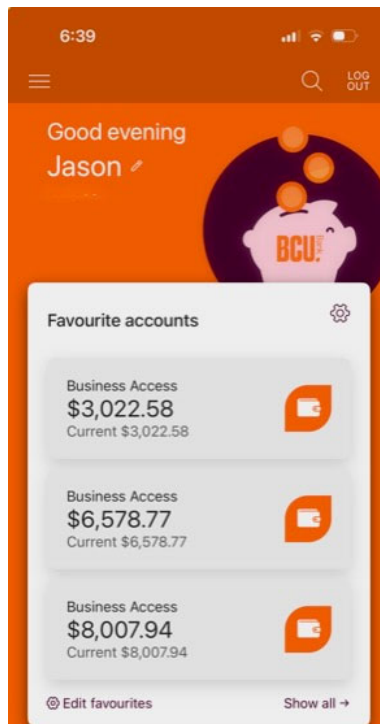 6:39
LOG
OUT
Good evening
Jason
BCU
Bank
Favourite accounts
Business Access
$3,022.58
Current $3,022.58
Business Access
$6,578.77
Current $6,578.77
Business Access
$8,007.94
Current $8,007.94
Edit favourites
Show all →